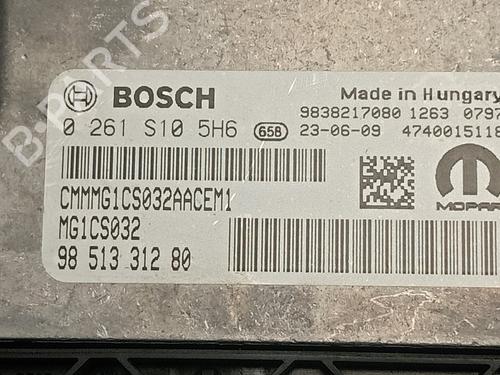 BOSCH
Made in Hungary
9838217080 1263 0797
0 261 S10 5H6 658 23-06-09 4740015118
CMMMG1CS032AACEM1
MG1CS032
98 513 312 80
MOPAR
B-PARTS